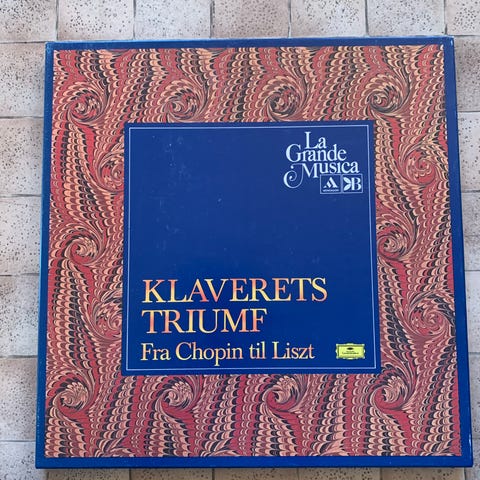 La
Grande
Musica
KLAVERETS
TRIUMF
Fra Chopin til Liszt